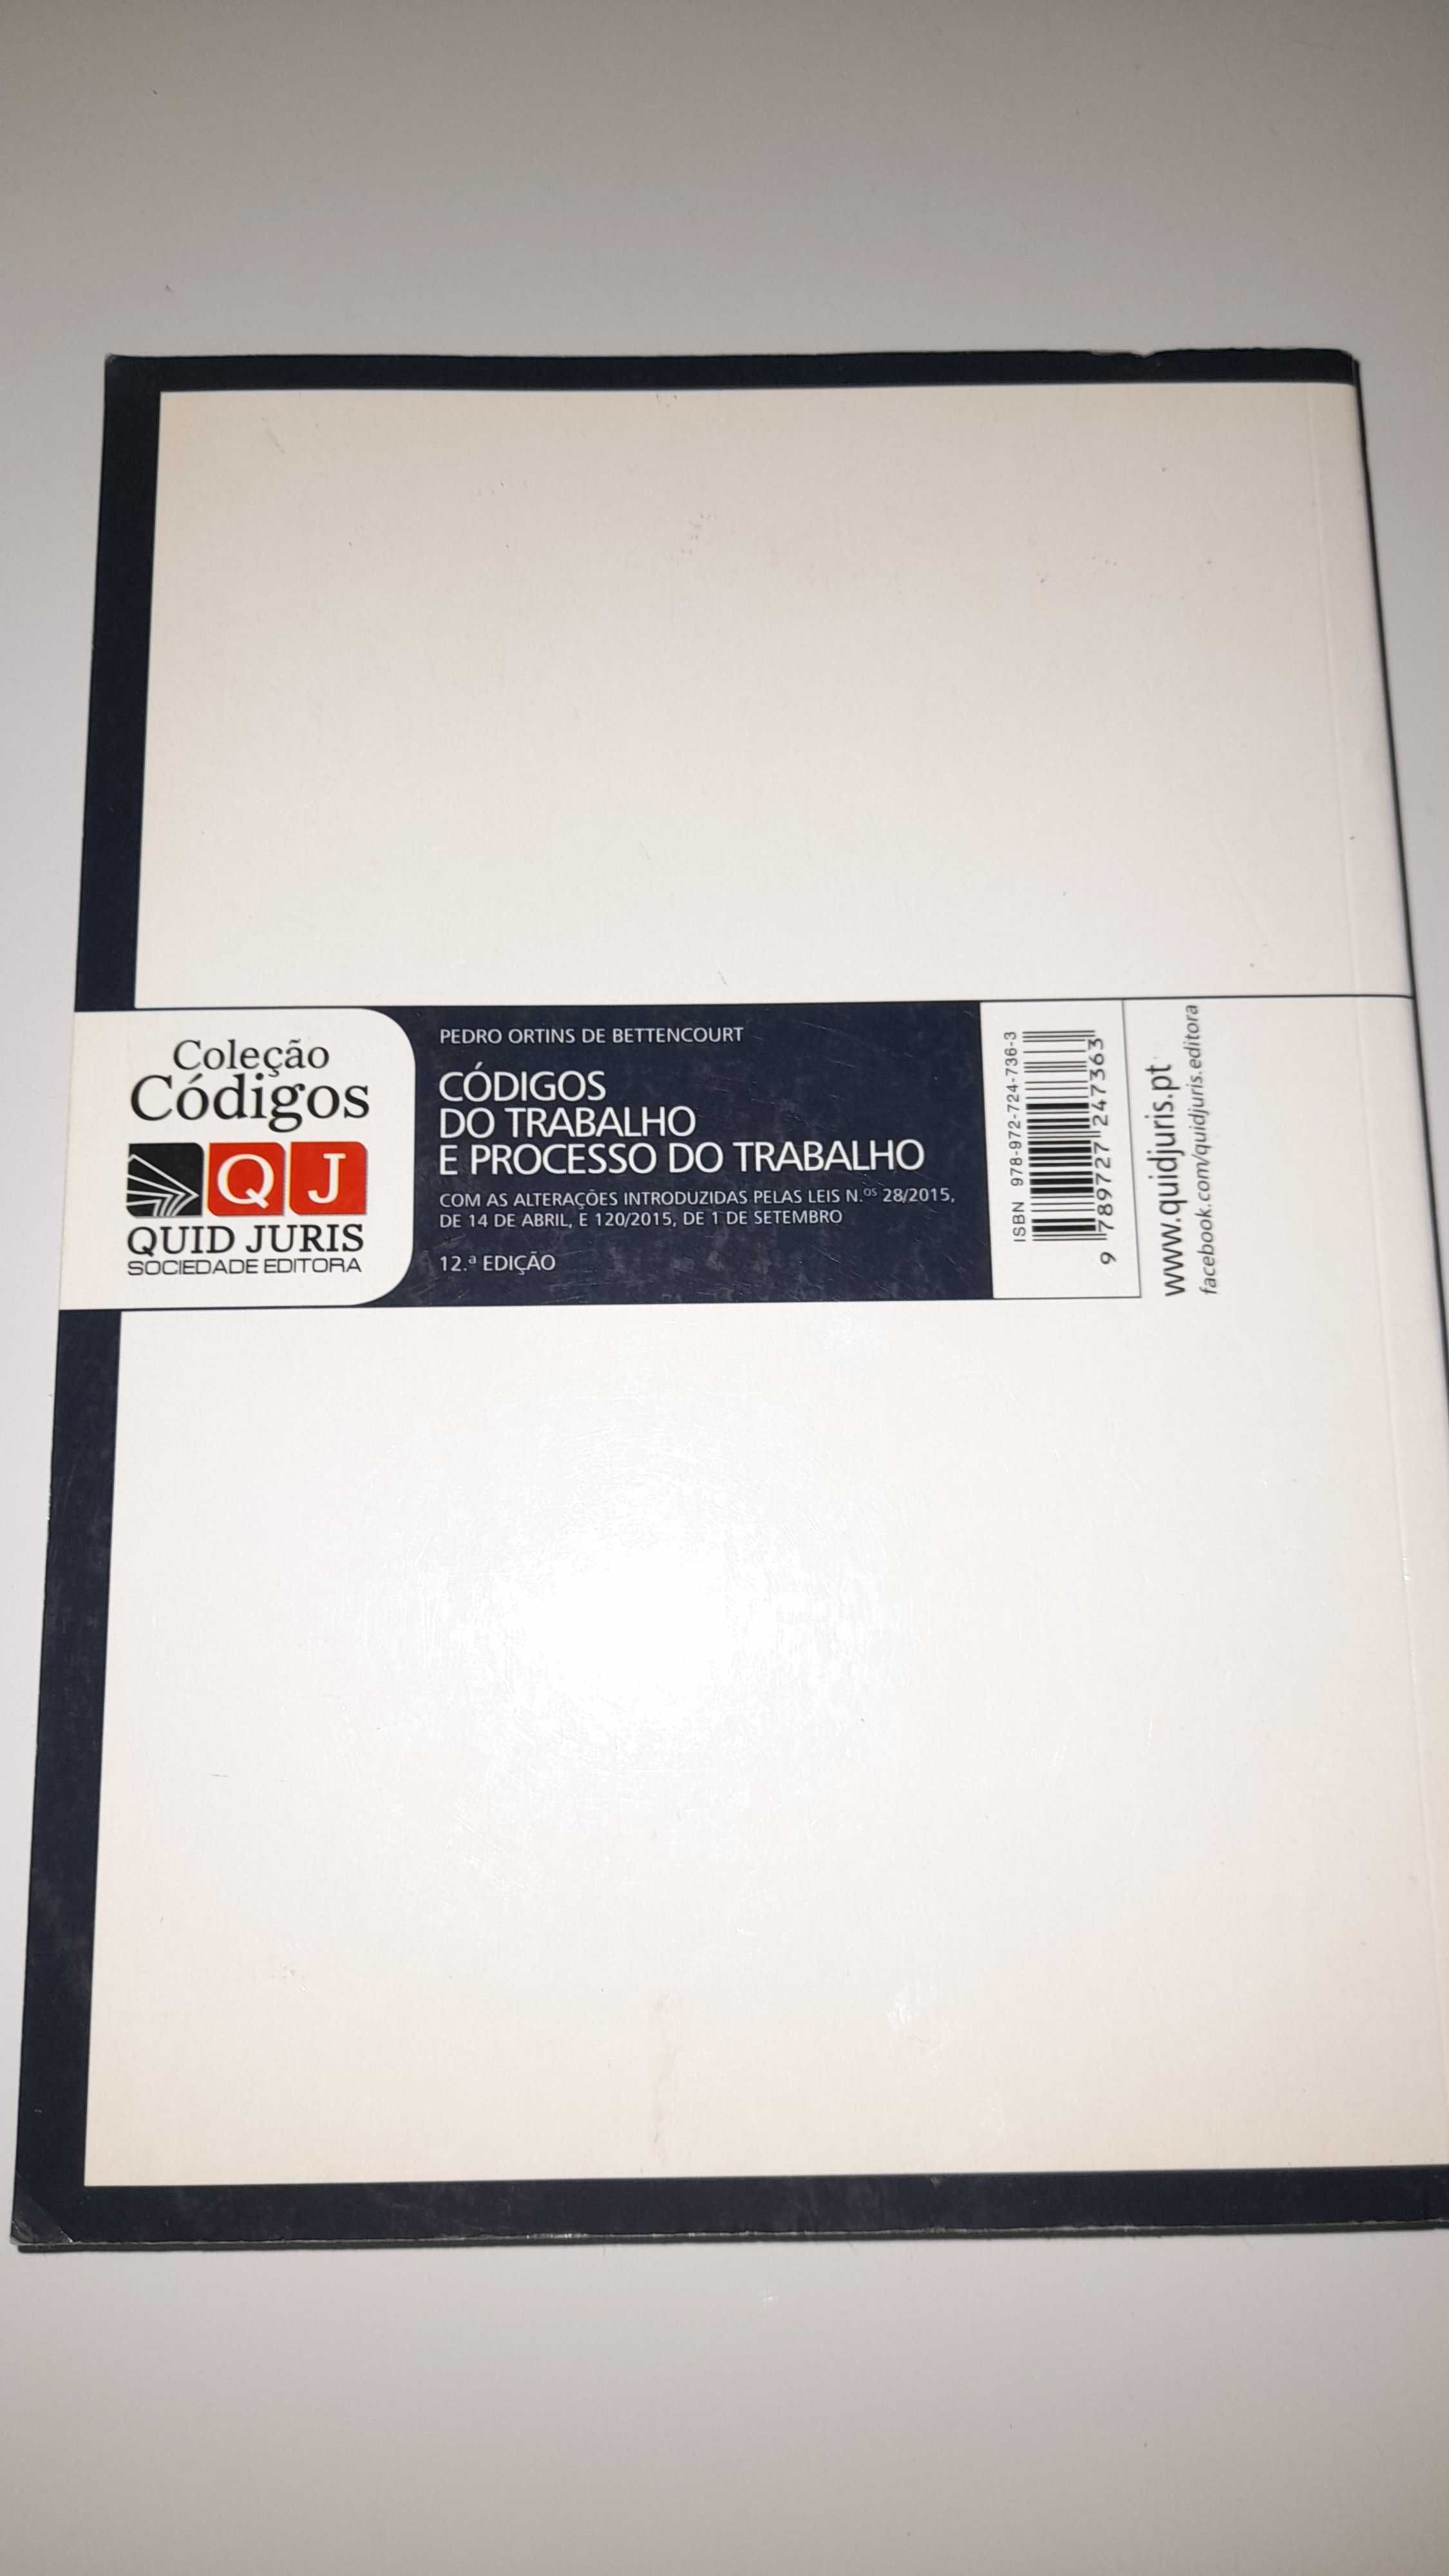 Coleção
Códigos
QJ
QUID JURIS
SOCIEDADE EDITORA
PEDRO ORTINS DE BETTENCOURT
CÓDIGOS
DO TRABALHO
E PROCESSO DO TRABALHO
COM AS ALTERAÇÕES INTRODUZIDAS PELAS LEIS N.ºˢ 28/2015,
DE 14 DE ABRIL, E 120/2015, DE 1 DE SETEMBRO
12.ª EDIÇÃO
ISBN 978-972-724-736-3
9 789727 247363
www.quidjuris.pt
facebook.com/quidjuris.editora